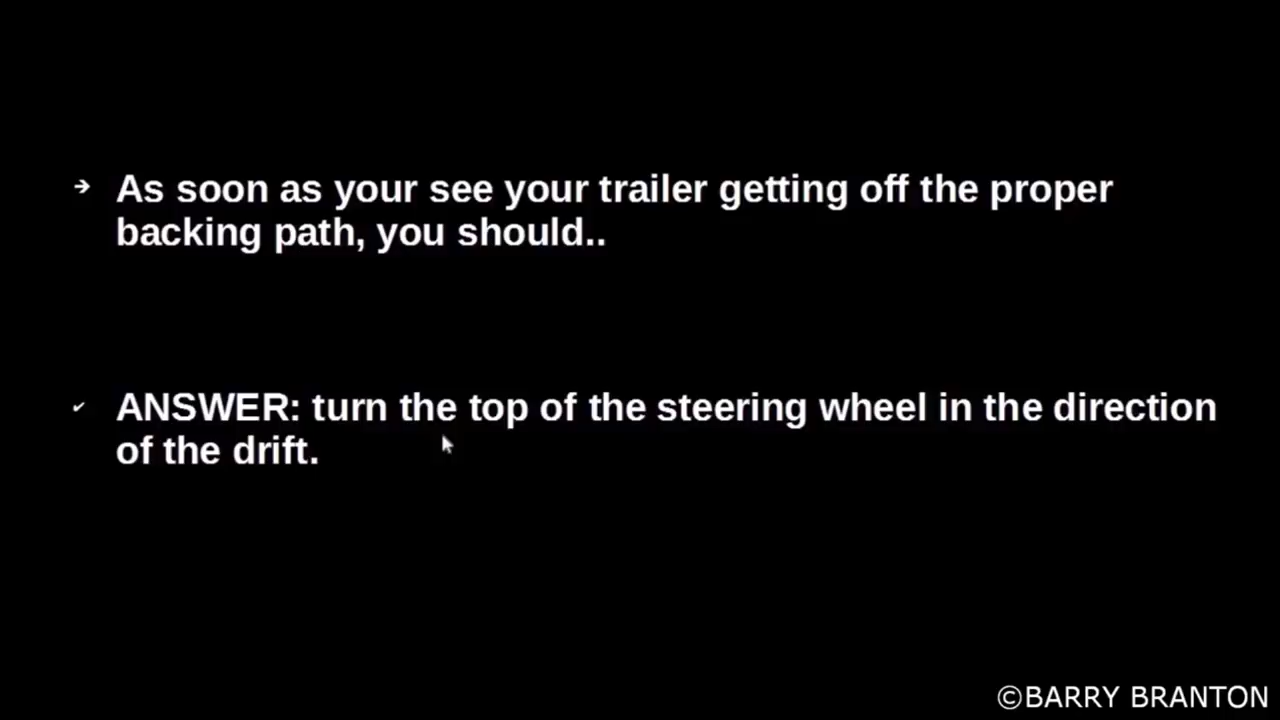 As soon as your see your trailer getting off the proper
backing path, you should..
ANSWER: turn the top of the steering wheel in the direction
of the drift.
©BARRY BRANTON